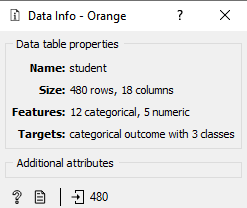 Data Info - Orange
Data table properties
Name: student
Size: 480 rows, 18 columns
Features: 12 categorical, 5 numeric
Targets: categorical outcome with 3 classes
Additional attributes
? 480